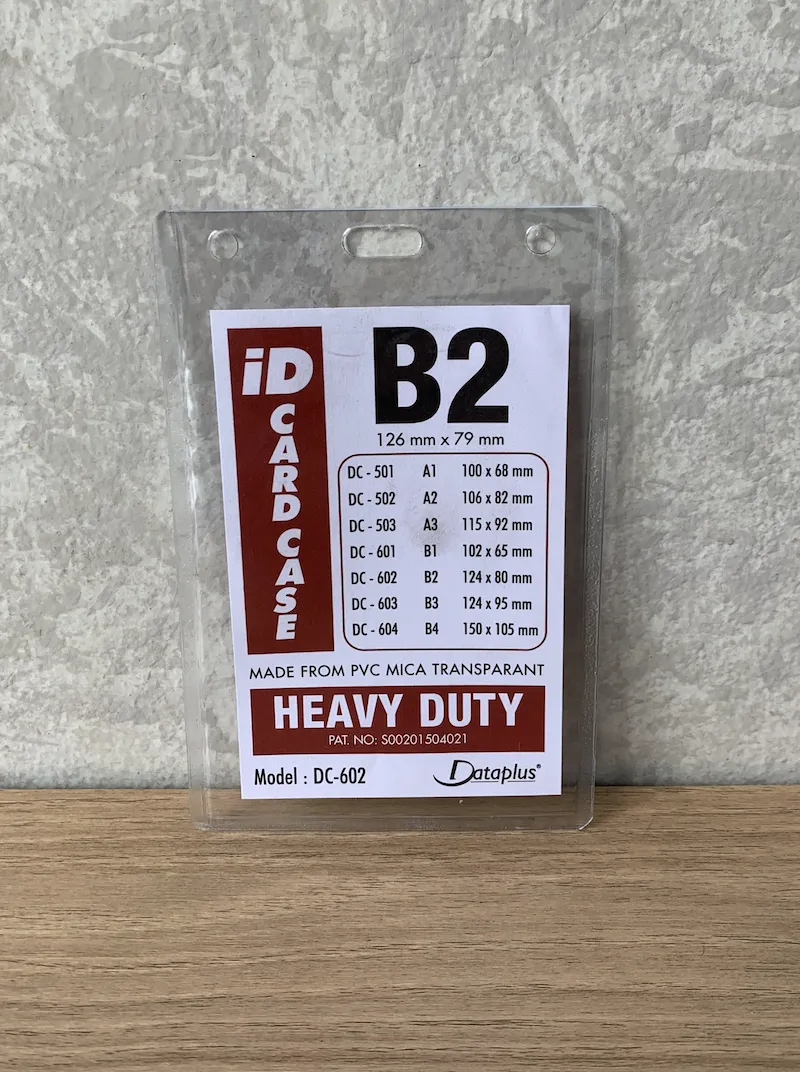 iD
CARD CASE
B2
126 mm x 79 mm
DC - 501 A1 100 x 68 mm
DC - 502 A2 106 x 82 mm
DC - 503 A3 115 x 92 mm
DC - 601 B1 102 x 65 mm
DC - 602 B2 124 x 80 mm
DC - 603 B3 124 x 95 mm
DC - 604 B4 150 x 105 mm
MADE FROM PVC MICA TRANSPARANT
HEAVY DUTY
PAT. NO: S00201504021
Model : DC-602
Dataplus®